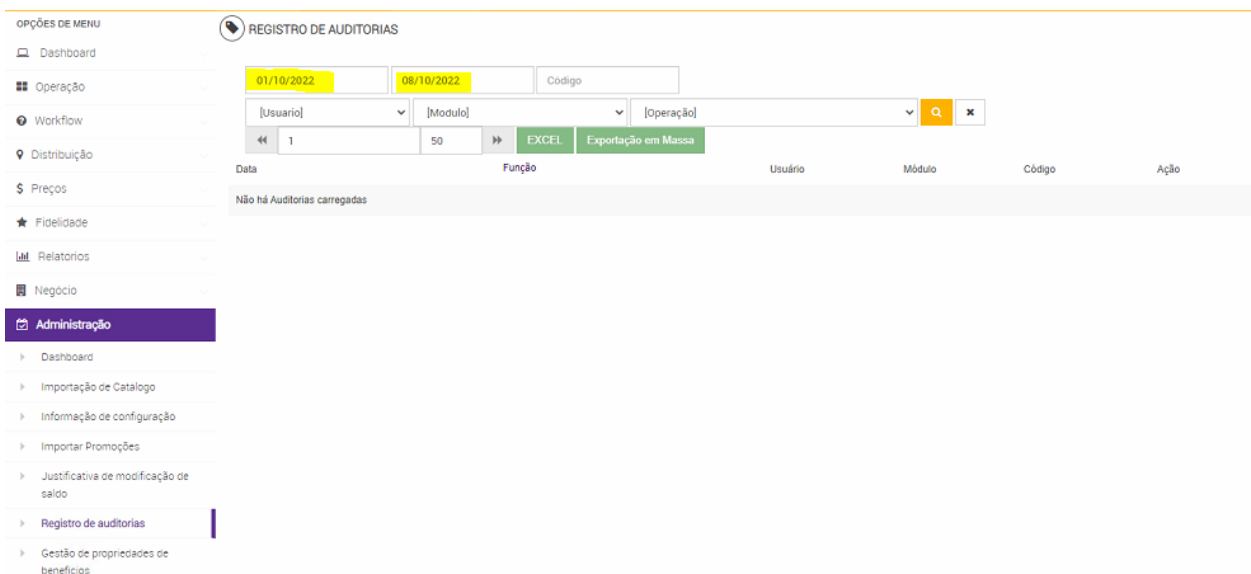 OPÇÕES DE MENU
Dashboard
Operação
Workflow
Distribuição
Preços
Fidelidade
Relatorios
Negócio
Administração
Dashboard
Importação de Catalogo
Informação de configuração
Importar Promoções
Justificativa de modificação de
saldo
Registro de auditorias
Gestão de propriedades de
beneficios
REGISTRO DE AUDITORIAS
01/10/2022 08/10/2022 Código
[Usuario] [Modulo] [Operação]
1 50 EXCEL Exportação em Massa
Data Função Usuário Módulo Código Ação
Não há Auditorias carregadas